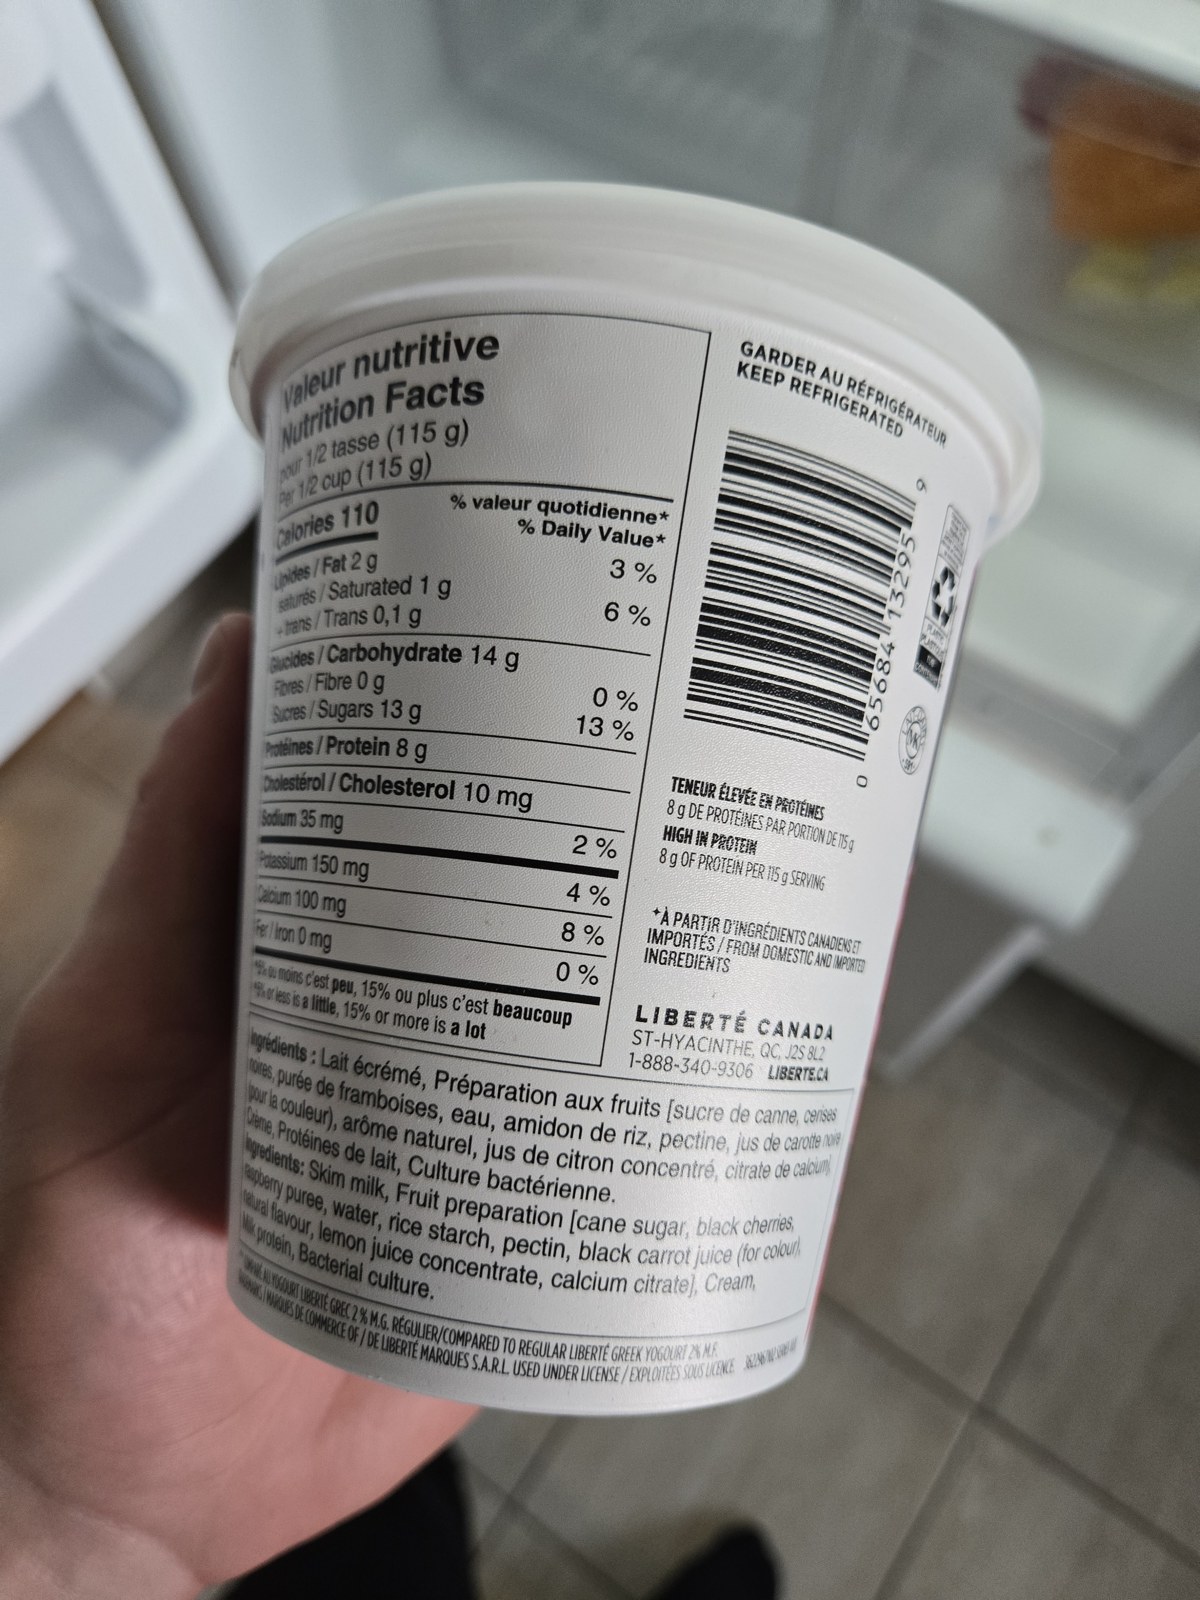 Valeur nutritive
Nutrition Facts
pour 1/2 tasse (115 g)
Per 1/2 cup (115 g)
Calories 110
% valeur quotidienne*
% Daily Value*
Lipides / Fat 2 g 3 %
saturés / Saturated 1 g
+ trans / Trans 0,1 g 6 %
Glucides / Carbohydrate 14 g
Fibres / Fibre 0 g 0 %
Sucres / Sugars 13 g 13 %
Protéines / Protein 8 g
Cholestérol / Cholesterol 10 mg
Sodium 35 mg 2 %
Potassium 150 mg 4 %
Calcium 100 mg 8 %
Fer / Iron 0 mg 0 %
*5% ou moins c'est peu, 15% ou plus c'est beaucoup
*5% or less is a little, 15% or more is a lot
Ingrédients : Lait écrémé, Préparation aux fruits [sucre de canne, cerises
noires, purée de framboises, eau, amidon de riz, pectine, jus de carotte noire
(pour la couleur), arôme naturel, jus de citron concentré, citrate de calcium],
Crème, Protéines de lait, Culture bactérienne.
Ingredients: Skim milk, Fruit preparation [cane sugar, black cherries,
raspberry puree, water, rice starch, pectin, black carrot juice (for colour),
natural flavour, lemon juice concentrate, calcium citrate], Cream,
Milk protein, Bacterial culture.
AU YOGOURT LIBERTÉ GREC 2 % M.G. RÉGULIER/COMPARED TO REGULAR LIBERTÉ GREEK YOGOURT 2% M.F.
MARQUES DE COMMERCE OF / DE LIBERTÉ MARQUES S.A.R.L. USED UNDER LICENSE / EXPLOITÉES SOUS LICENCE.
GARDER AU RÉFRIGÉRATEUR
KEEP REFRIGERATED
0 65684 13295 9
MK
TENEUR ÉLEVÉE EN PROTÉINES
8 g DE PROTÉINES PAR PORTION DE 115 g
HIGH IN PROTEIN
8 g OF PROTEIN PER 115 g SERVING
*À PARTIR D'INGRÉDIENTS CANADIENS ET
IMPORTÉS / FROM DOMESTIC AND IMPORTED
INGREDIENTS
LIBERTÉ CANADA
ST-HYACINTHE, QC, J2S 8L2
1-888-340-9306 LIBERTE.CA